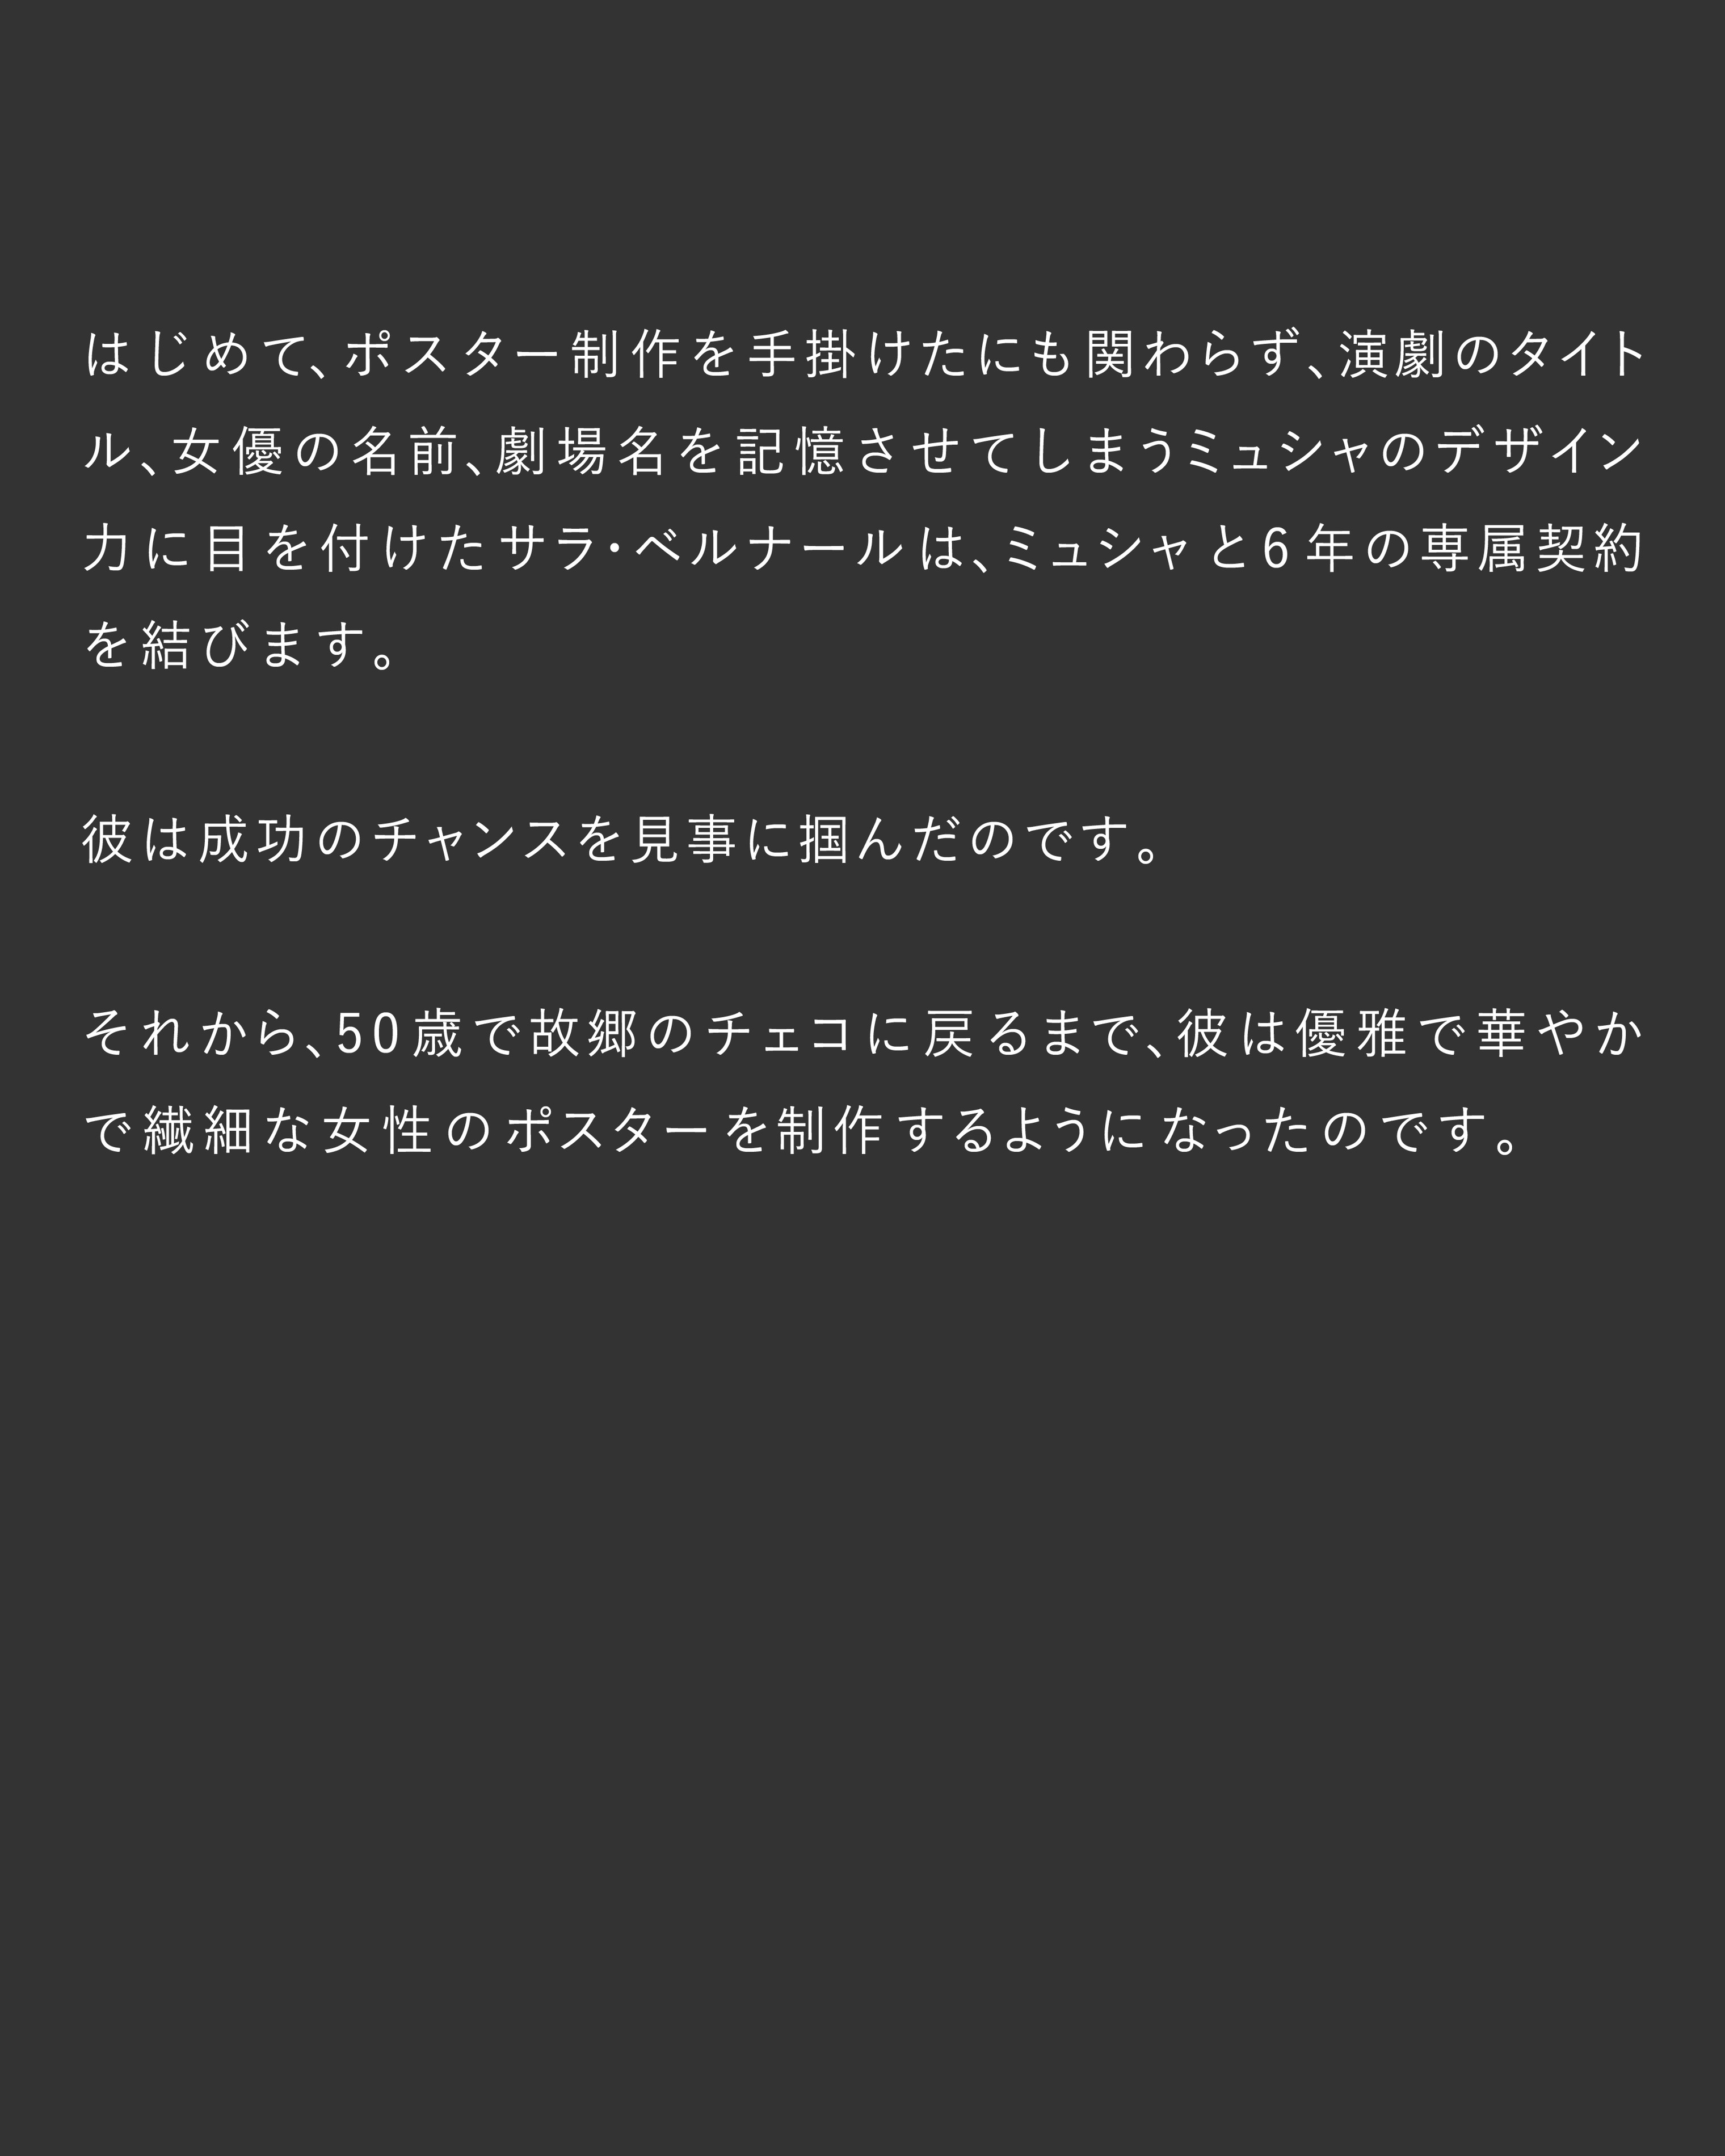 はじめて、ポスター制作を手掛けたにも関わらず、演劇のタイト
ル、女優の名前、劇場名を記憶させてしまうミュシャのデザイン
力に目を付けたサラ・ベルナールは、ミュシャと6年の専属契約
を結びます。
彼は成功のチャンスを見事に掴んだのです。
それから、50歳で故郷のチェコに戻るまで、彼は優雅で華やか
で繊細な女性のポスターを制作するようになったのです。